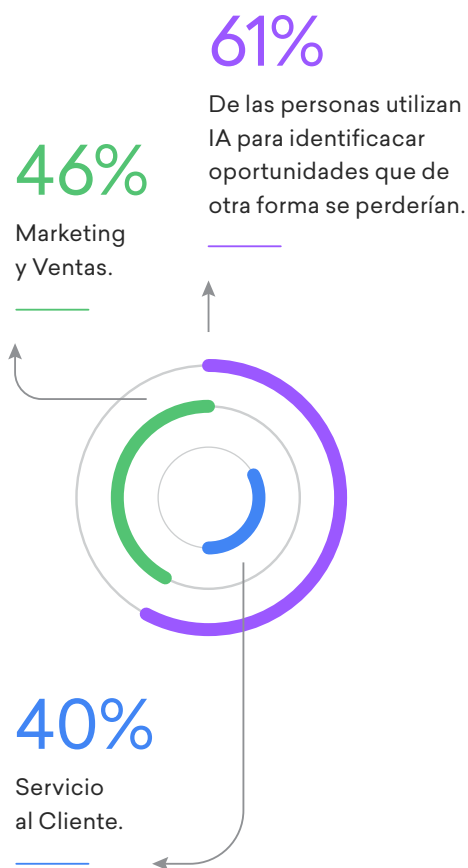 61%
De las personas utilizan
IA para identificacar
oportunidades que de
otra forma se perderían.
46%
Marketing
y Ventas.
40%
Servicio
al Cliente.